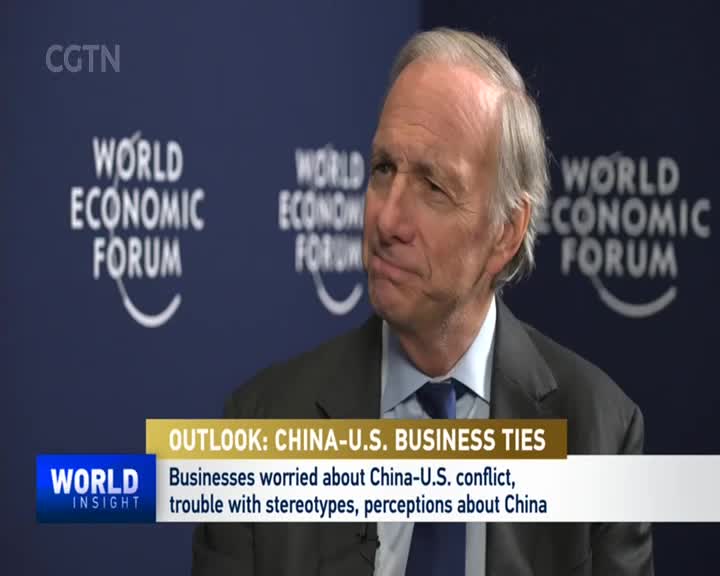 CGTN
WORLD
ECONOMIC
FORUM
WORLD
ECONOMIC
FORUM
WORLD
ECONOMIC
FORUM
OUTLOOK: CHINA-U.S. BUSINESS TIES
WORLD
INSIGHT
Businesses worried about China-U.S. conflict,
trouble with stereotypes, perceptions about China